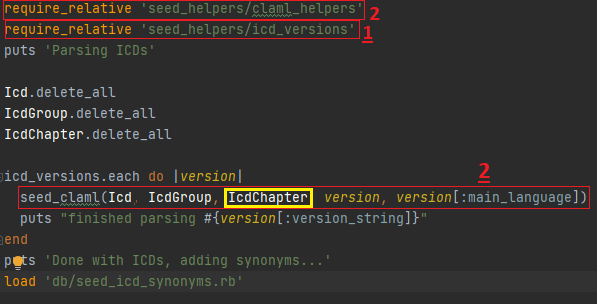 require_relative 'seed_helpers/claml_helpers' 2
require_relative 'seed_helpers/icd_versions' 1
puts 'Parsing ICDs'
Icd.delete_all
IcdGroup.delete_all
IcdChapter.delete_all
2
icd_versions.each do |version|
seed_claml(Icd, IcdGroup, IcdChapter version, version[:main_language])
puts "finished parsing #{version[:version_string]}"
end
puts 'Done with ICDs, adding synonyms...'
load 'db/seed_icd_synonyms.rb'